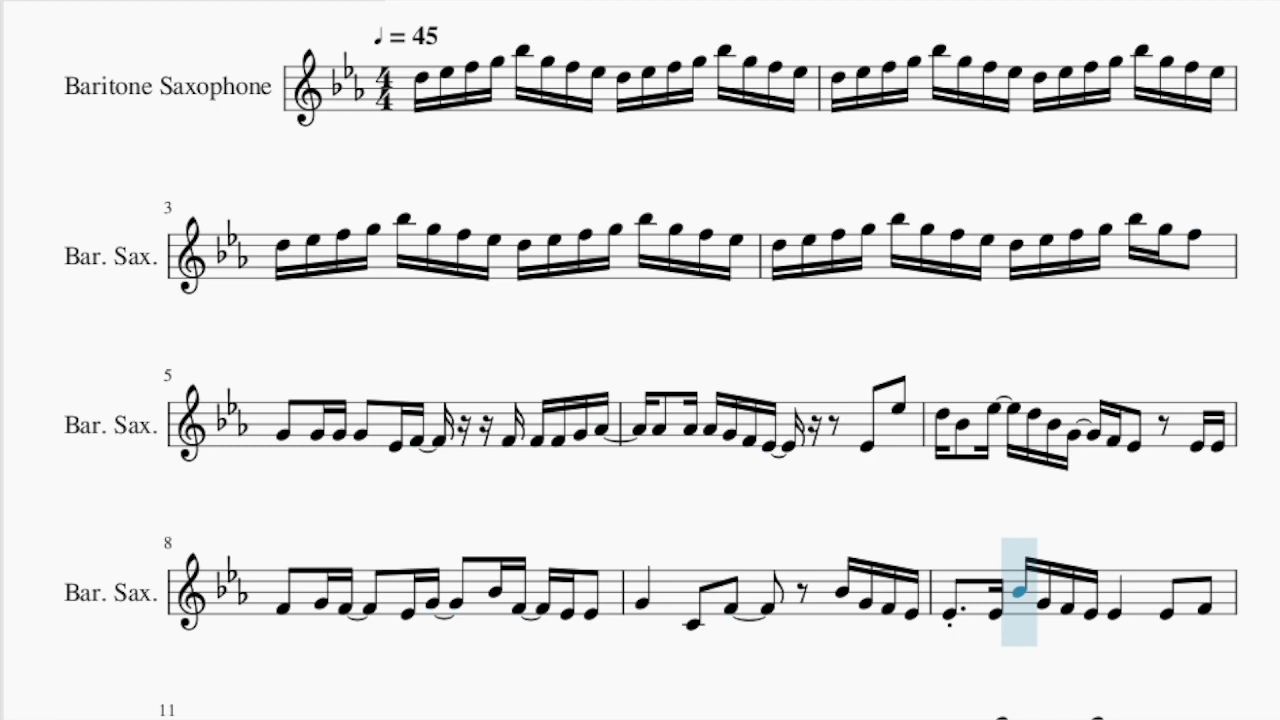 ♩ = 45
Baritone Saxophone
4
4
3
Bar. Sax.
5
Bar. Sax.
8
Bar. Sax.
11